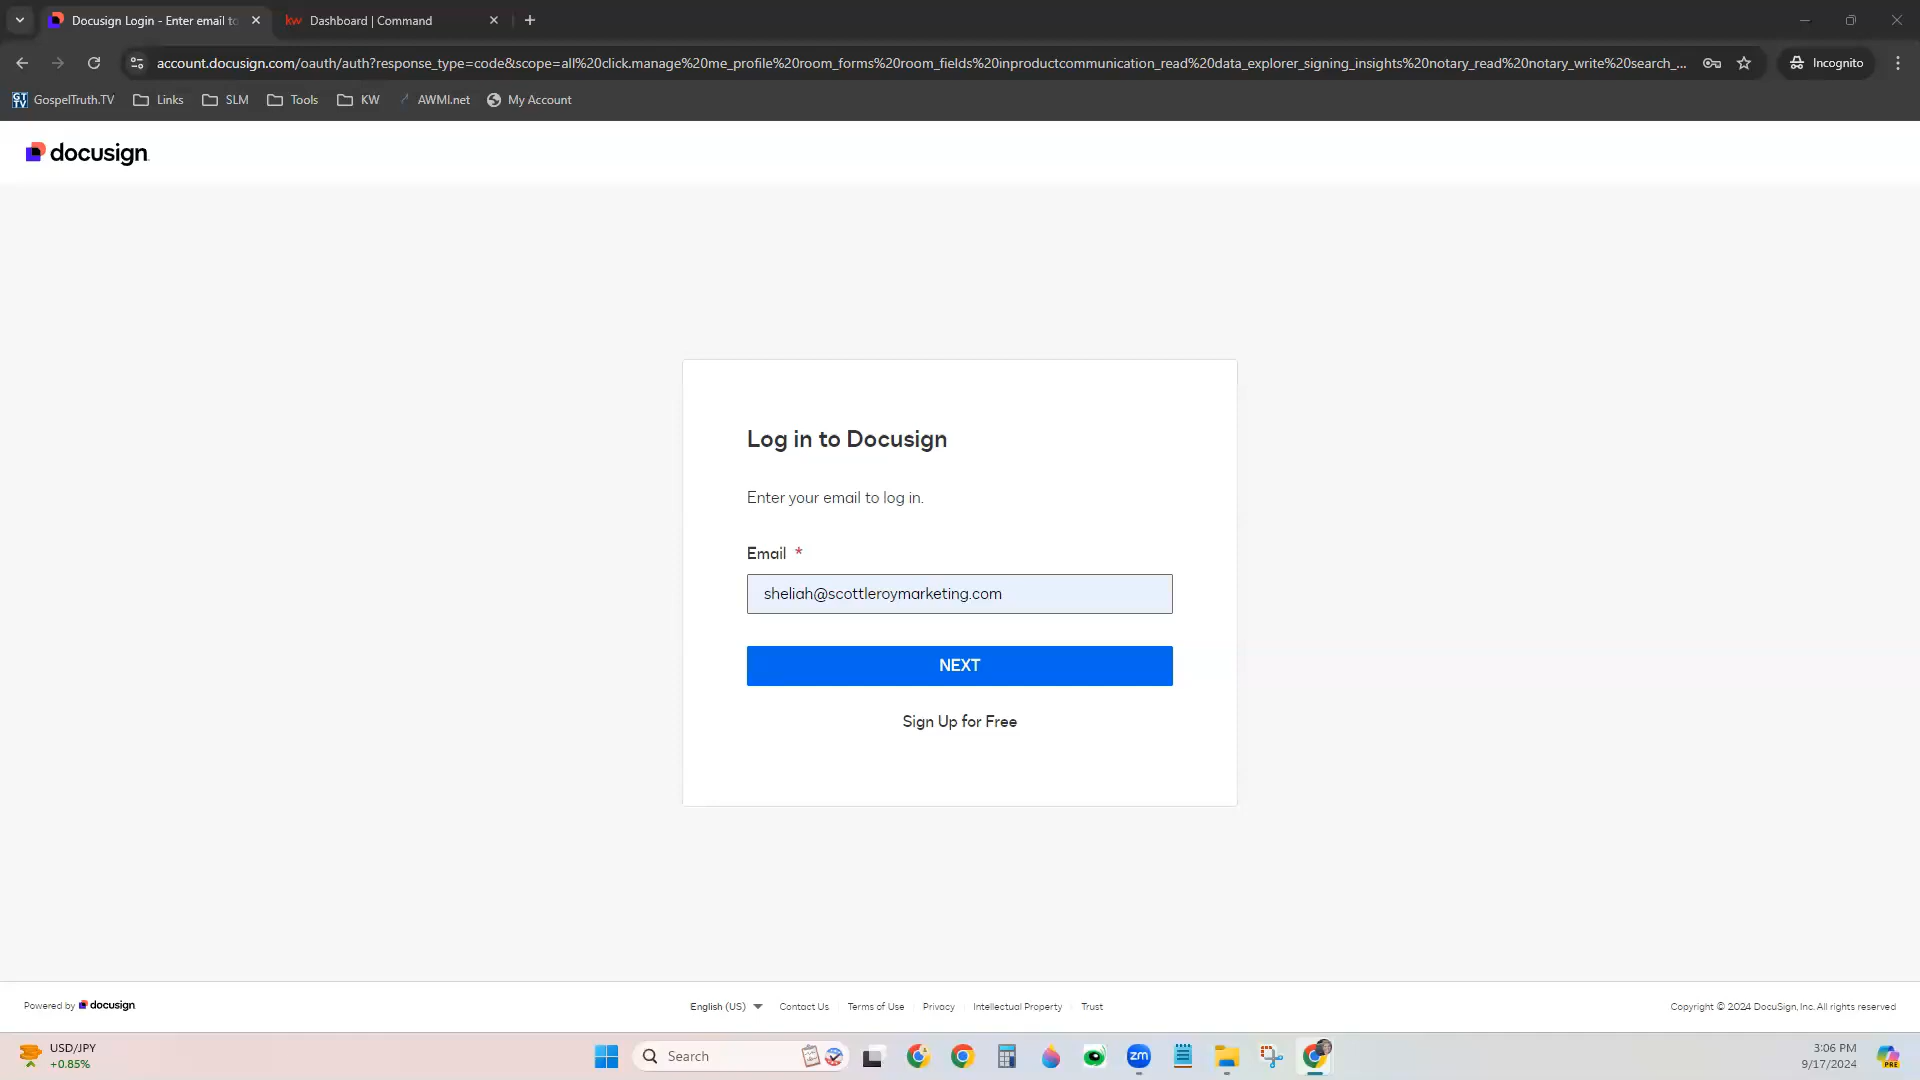 Docusign Login - Enter email to
Dashboard | Command
account.docusign.com/oauth/auth?response_type=code&scope=all%20click.manage%20me_profile%20room_forms%20room_fields%20inproductcommunication_read%20data_explorer_signing_insights%20notary_read%20notary_write%20search_...
Incognito
GT TV GospelTruth.TV
Links
SLM
Tools
KW
AWMI.net
My Account
docusign
Log in to Docusign
Enter your email to log in.
Email *
sheliah@scottleroymarketing.com
NEXT
Sign Up for Free
Powered by docusign
English (US)
Contact Us
Terms of Use
Privacy
Intellectual Property
Trust
Copyright © 2024 DocuSign, Inc. All rights reserved
USD/JPY
+0.85%
Search
zm
3:06 PM
9/17/2024
PRE